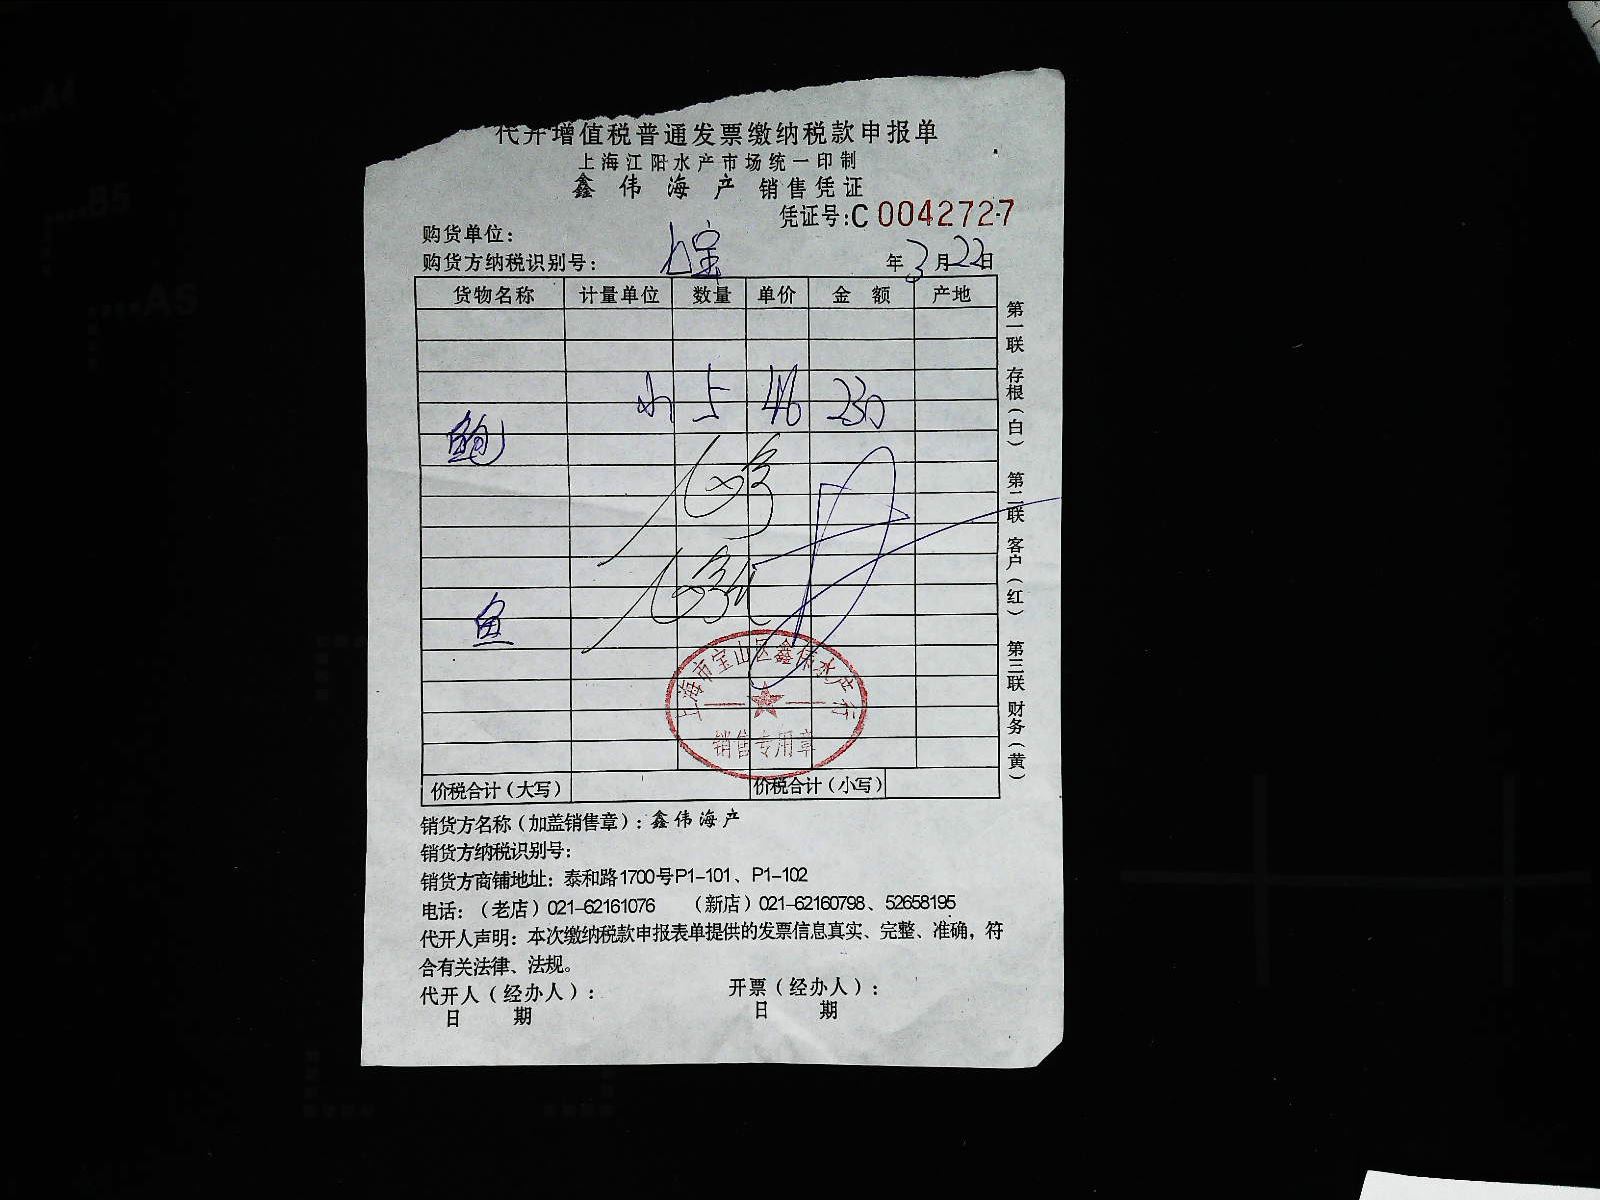 代开增值税普通发票缴纳税款申报单
上海江阳水产市场统一印制
鑫伟海产 销售凭证
凭证号:C 0042727
购货单位：
购货方纳税识别号： 七宝 年3月22日
货物名称 计量单位 数量 单价 金额 产地
小 5 46 230
鲍
鱼
上海市宝山区鑫伟水产行
销售专用章
价税合计（大写） 价税合计（小写）
第一联 存根（白） 第二联 客户（红） 第三联 财务（黄）
销货方名称（加盖销售章）：鑫伟海产
销货方纳税识别号：
销货方商铺地址：泰和路1700号P1-101、P1-102
电话：（老店）021-62161076 （新店）021-62160798、52658195
代开人声明：本次缴纳税款申报表单提供的发票信息真实、完整、准确，符
合有关法律、法规。
代开人（经办人）： 开票（经办人）：
日 期 日 期